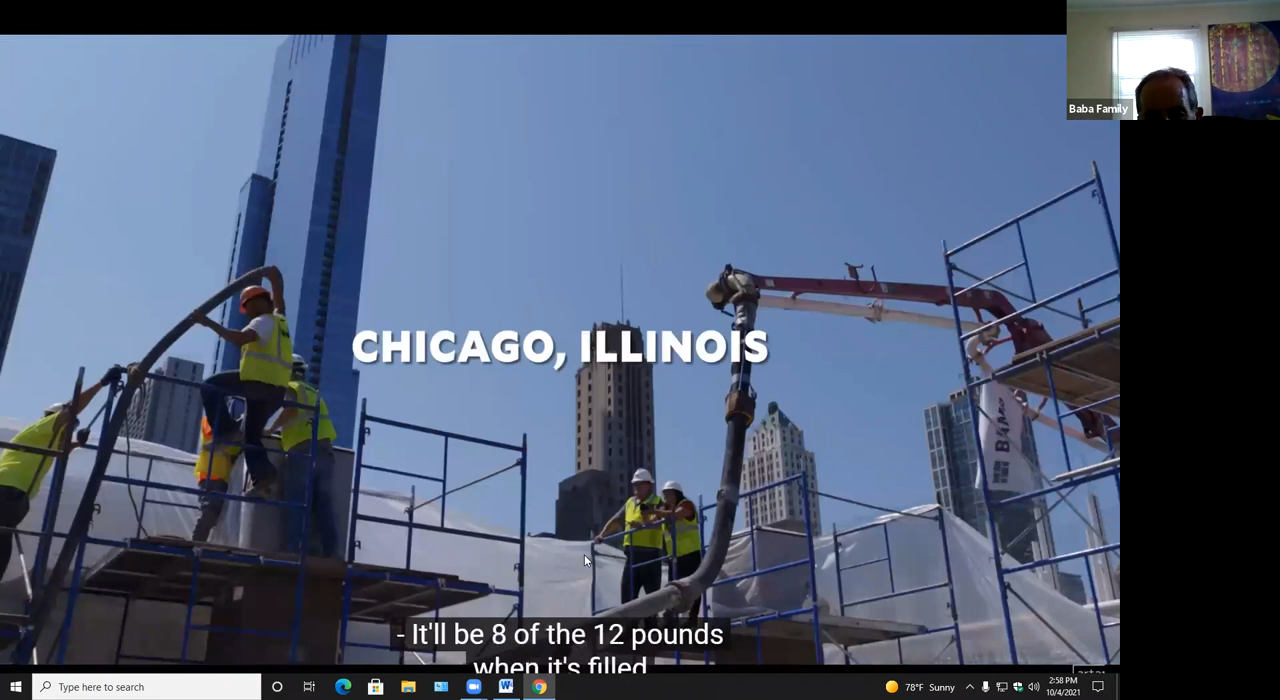 Baba Family
CHICAGO, ILLINOIS
- It'll be 8 of the 12 pounds
when it's filled
Type here to search
78°F Sunny
2:58 PM
10/4/2021